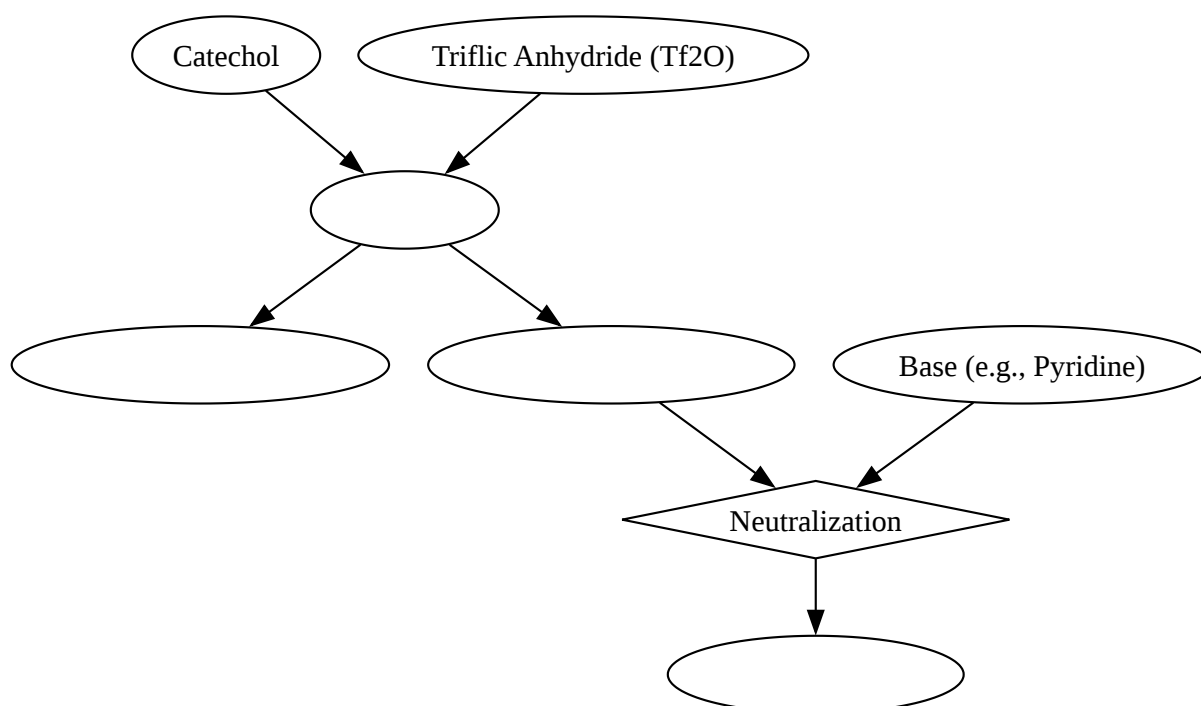 Catechol
Triflic Anhydride (Tf2O)
Base (e.g., Pyridine)
Neutralization